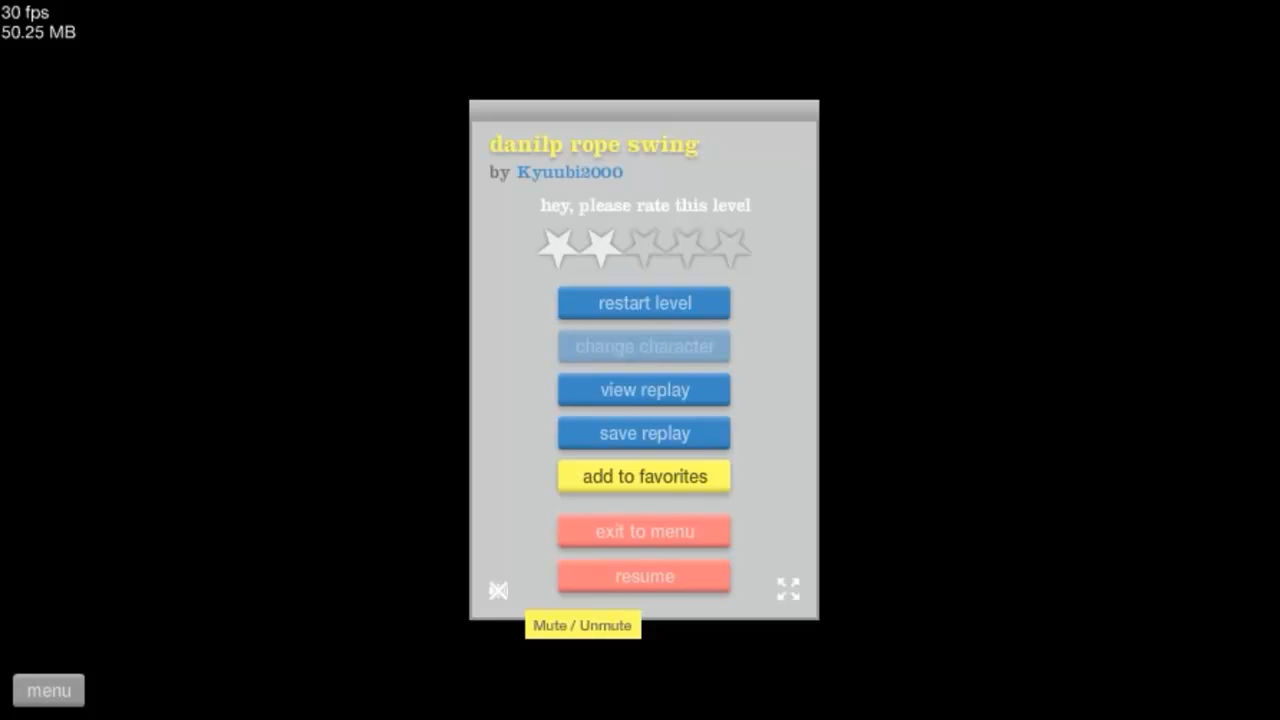 30 fps
50.25 MB
danilp rope swing
by Kyuubi2000
hey, please rate this level
restart level
change character
view replay
save replay
add to favorites
exit to menu
resume
Mute / Unmute
menu